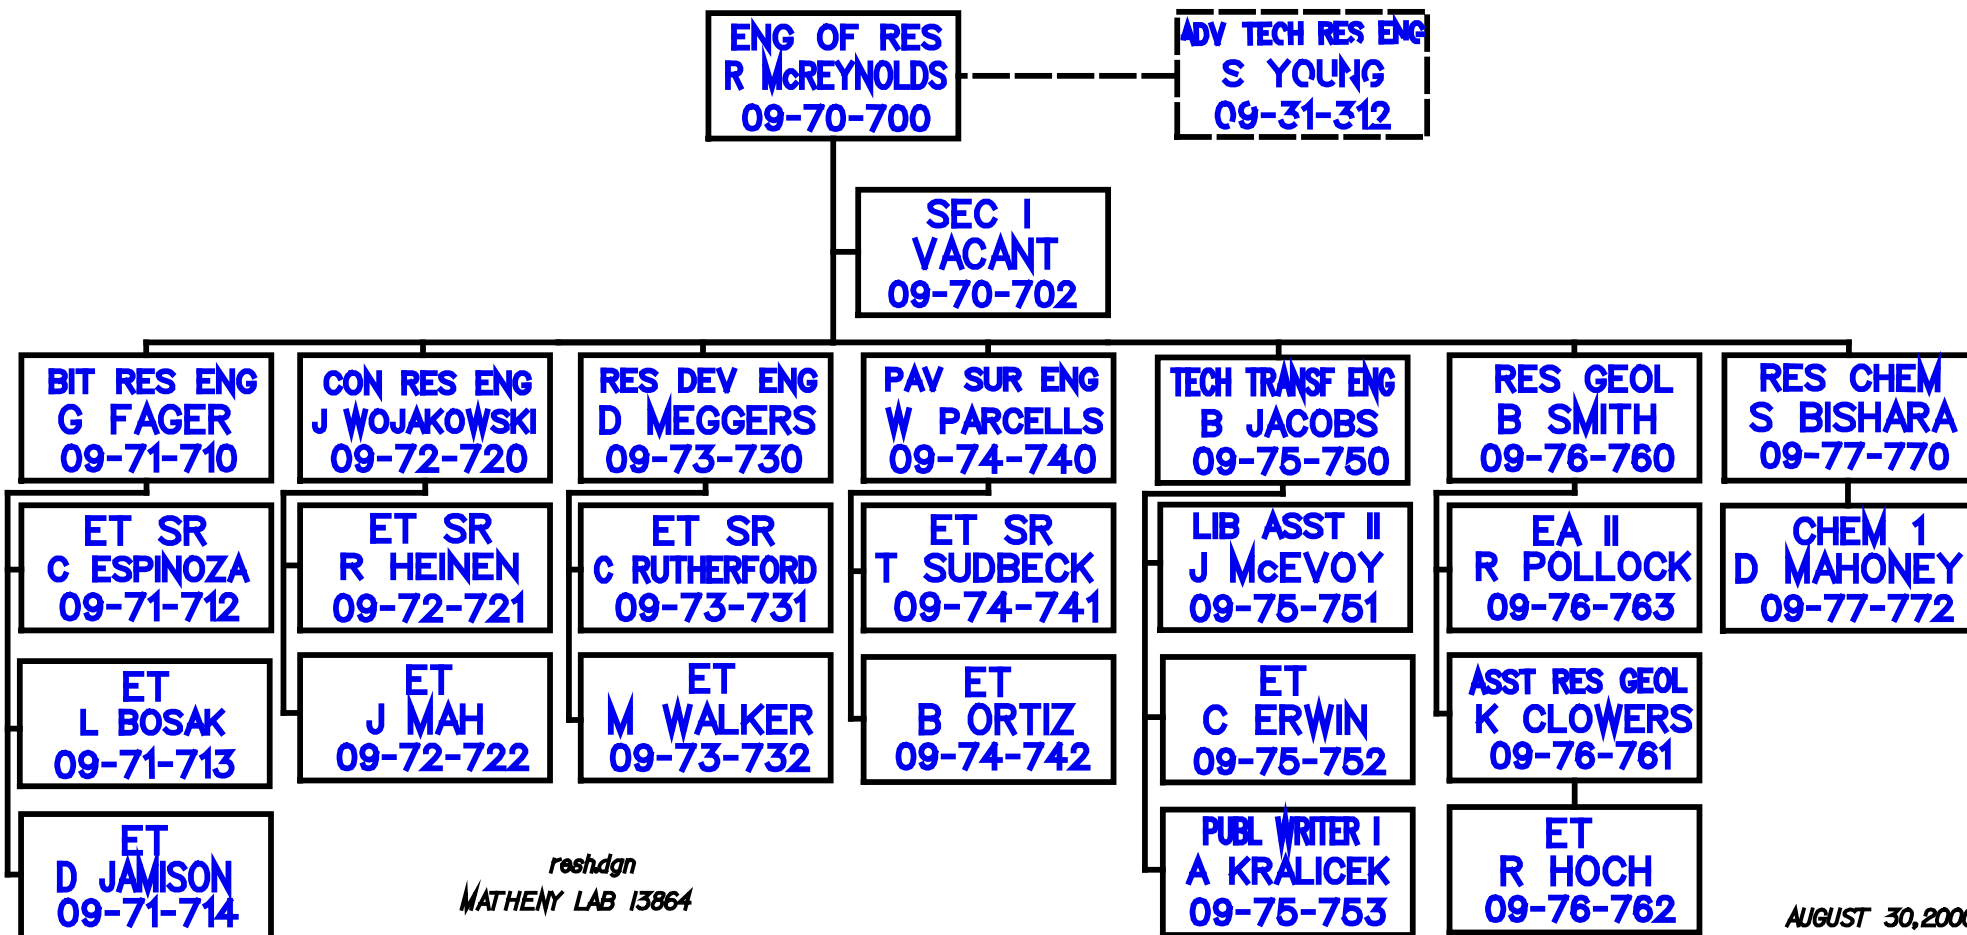 ENG OF RES
R McREYNOLDS
09-70-700
ADV TECH RES ENG
S YOUNG
09-31-312
SEC I
VACANT
09-70-702
BIT RES ENG
G FAGER
09-71-710
CON RES ENG
J WOJAKOWSKI
09-72-720
RES DEV ENG
D MEGGERS
09-73-730
PAV SUR ENG
W PARCELLS
09-74-740
TECH TRANSF ENG
B JACOBS
09-75-750
RES GEOL
B SMITH
09-76-760
RES CHEM
S BISHARA
09-77-770
ET SR
C ESPINOZA
09-71-712
ET SR
R HEINEN
09-72-721
ET SR
C RUTHERFORD
09-73-731
ET SR
T SUDBECK
09-74-741
LIB ASST II
J McEVOY
09-75-751
EA II
R POLLOCK
09-76-763
CHEM 1
D MAHONEY
09-77-772
ET
L BOSAK
09-71-713
ET
J MAH
09-72-722
ET
M WALKER
09-73-732
ET
B ORTIZ
09-74-742
ET
C ERWIN
09-75-752
ASST RES GEOL
K CLOWERS
09-76-761
ET
D JAMISON
09-71-714
PUBL WRITER I
A KRALICEK
09-75-753
ET
R HOCH
09-76-762
resh.dgn
MATHENY LAB 13864
AUGUST 30,